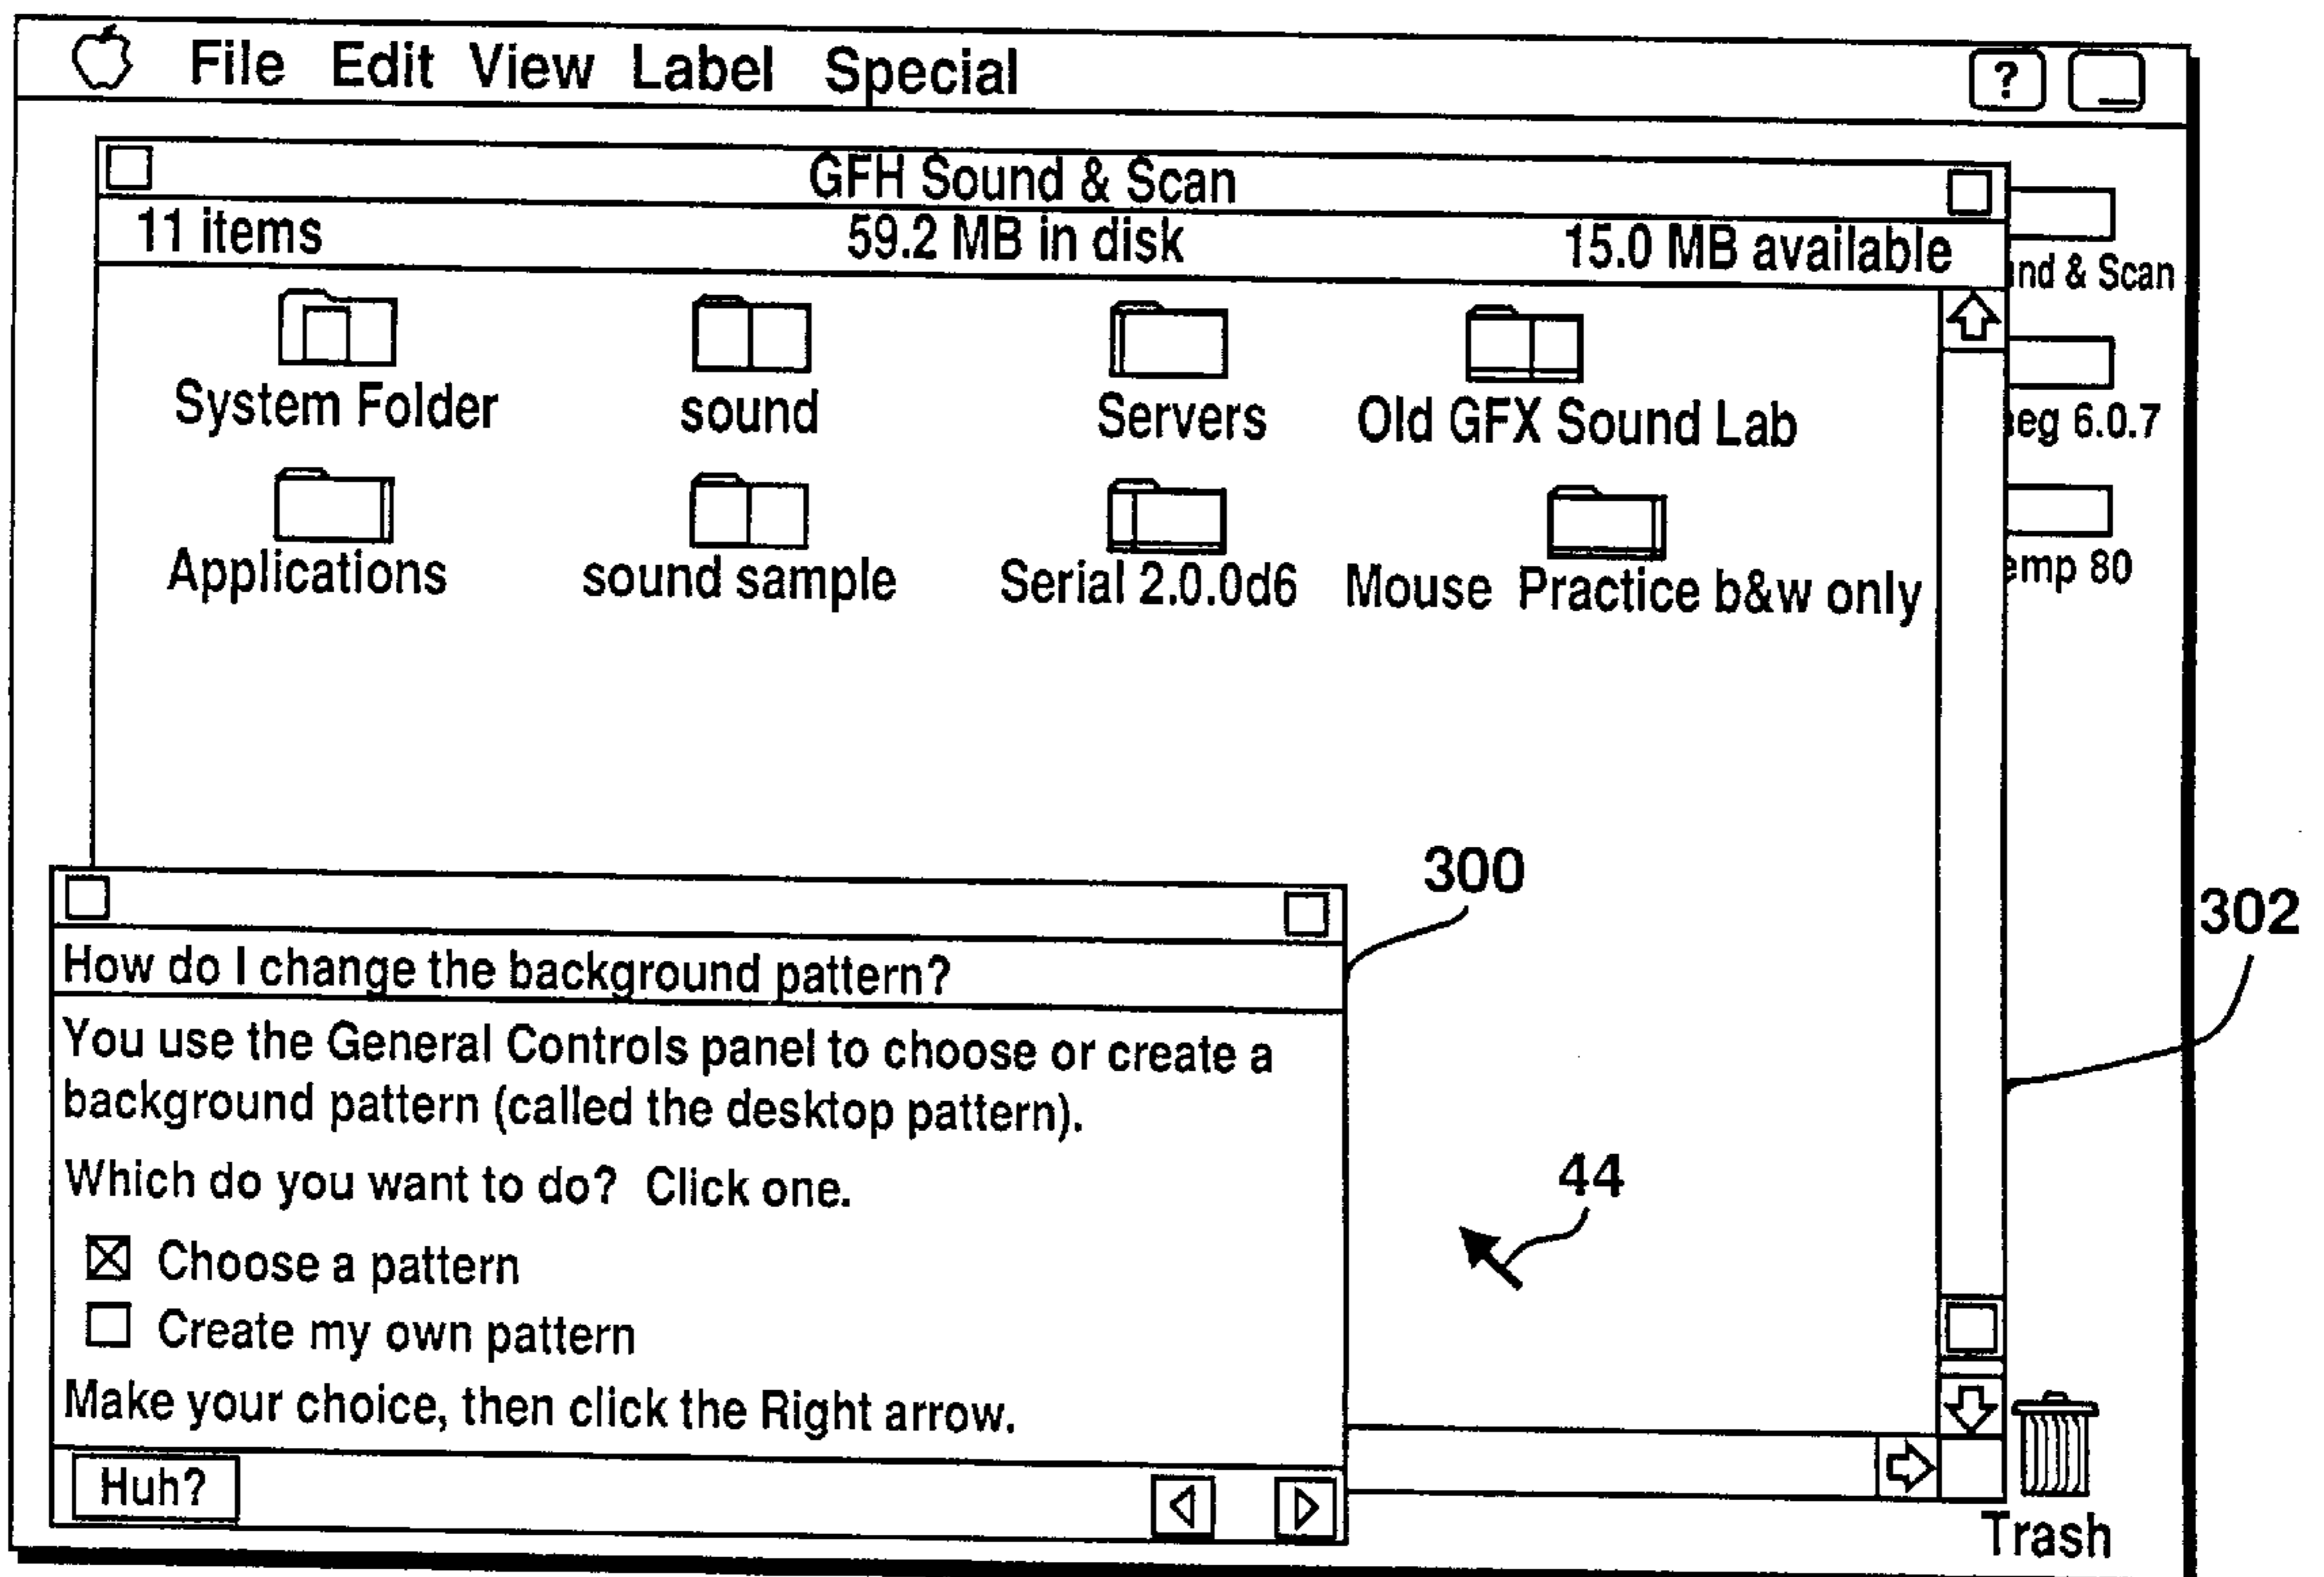 File Edit View Label Special ?
GFH Sound & Scan
11 items 59.2 MB in disk 15.0 MB available
nd & Scan
System Folder sound Servers Old GFX Sound Lab
eg 6.0.7
Applications sound sample Serial 2.0.0d6 Mouse Practice b&w only
emp 80
300
302
How do I change the background pattern?
You use the General Controls panel to choose or create a
background pattern (called the desktop pattern).
Which do you want to do? Click one.
44
Choose a pattern
Create my own pattern
Make your choice, then click the Right arrow.
Huh?
Trash